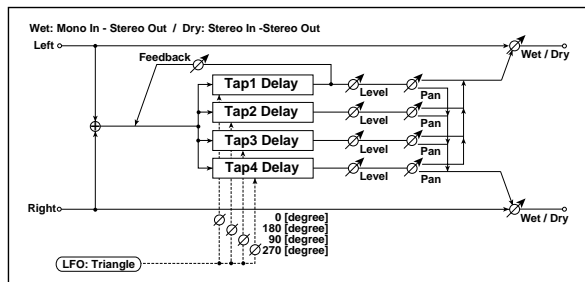 Wet: Mono In - Stereo Out / Dry: Stereo In -Stereo Out
Left
Feedback
Wet / Dry
Tap1 Delay
Level
Pan
Tap2 Delay
Level
Pan
Tap3 Delay
Level
Pan
Tap4 Delay
Level
Pan
Right
Wet / Dry
0 [degree]
180 [degree]
90 [degree]
270 [degree]
LFO: Triangle